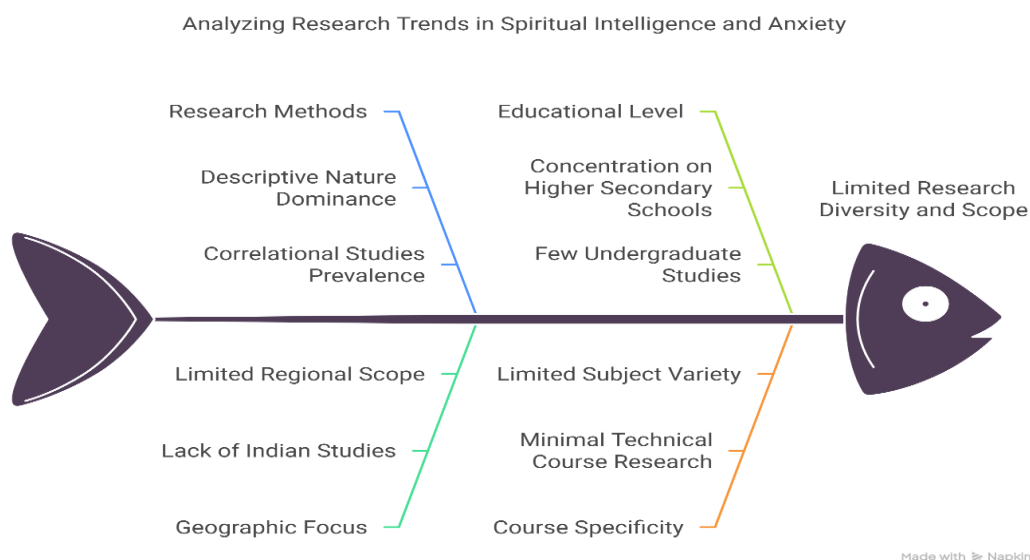 Analyzing Research Trends in Spiritual Intelligence and Anxiety
Research Methods
Descriptive Nature
Dominance
Correlational Studies
Prevalence
Educational Level
Concentration on
Higher Secondary
Schools
Few Undergraduate
Studies
Limited Research
Diversity and Scope
Limited Regional Scope
Lack of Indian Studies
Geographic Focus
Limited Subject Variety
Minimal Technical
Course Research
Course Specificity
Made with Napkin